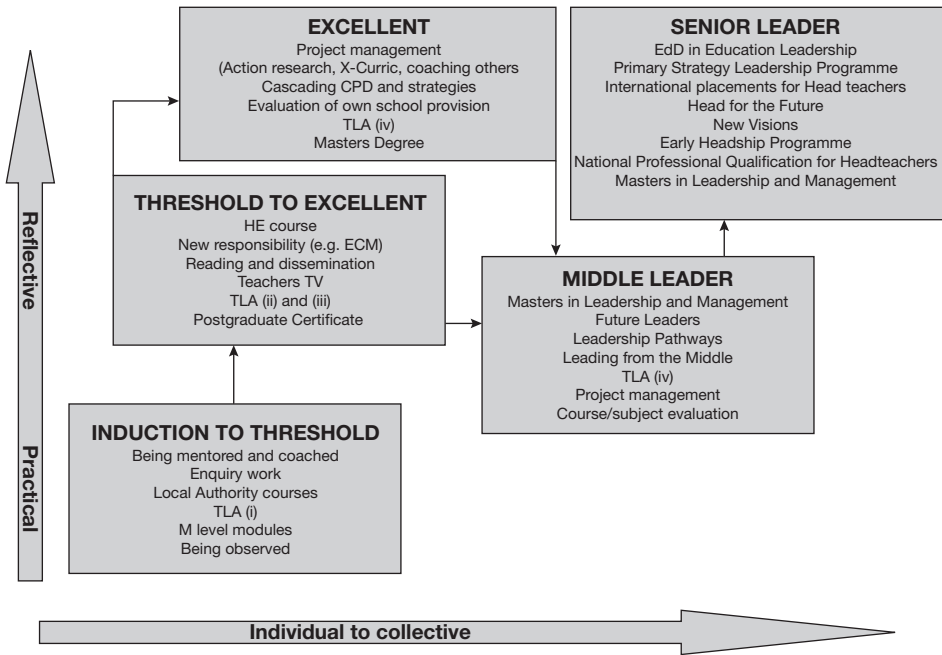 EXCELLENT
Project management
(Action research, X-Curric, coaching others
Cascading CPD and strategies
Evaluation of own school provision
TLA (iv)
Masters Degree
SENIOR LEADER
EdD in Education Leadership
Primary Strategy Leadership Programme
International placements for Head teachers
Head for the Future
New Visions
Early Headship Programme
National Professional Qualification for Headteachers
Masters in Leadership and Management
THRESHOLD TO EXCELLENT
HE course
New responsibility (e.g. ECM)
Reading and dissemination
Teachers TV
TLA (ii) and (iii)
Postgraduate Certificate
MIDDLE LEADER
Masters in Leadership and Management
Future Leaders
Leadership Pathways
Leading from the Middle
TLA (iv)
Project management
Course/subject evaluation
INDUCTION TO THRESHOLD
Being mentored and coached
Enquiry work
Local Authority courses
TLA (i)
M level modules
Being observed
Reflective
Practical
Individual to collective